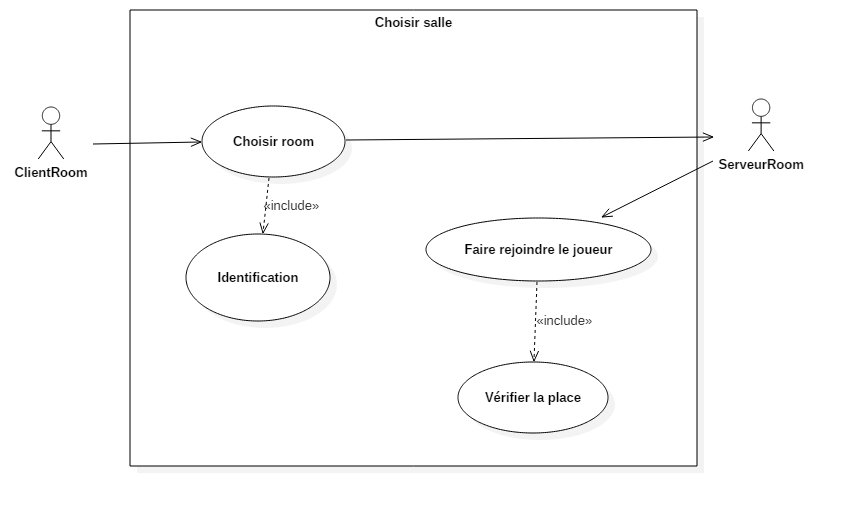 Choisir salle
ClientRoom
Choisir room
ServeurRoom
«include»
Identification
Faire rejoindre le joueur
«include»
Vérifier la place